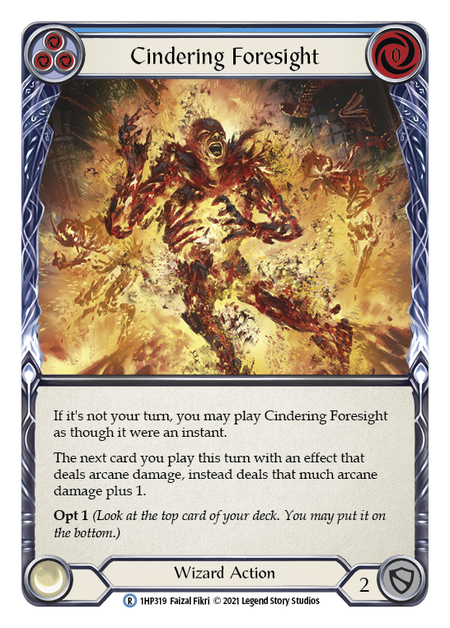 Cindering Foresight
0
If it's not your turn, you may play Cindering Foresight
as though it were an instant.
The next card you play this turn with an effect that
deals arcane damage, instead deals that much arcane
damage plus 1.
Opt 1 (Look at the top card of your deck. You may put it on
the bottom.)
Wizard Action
2
R 1HP319 Faizal Fikri © 2021 Legend Story Studios